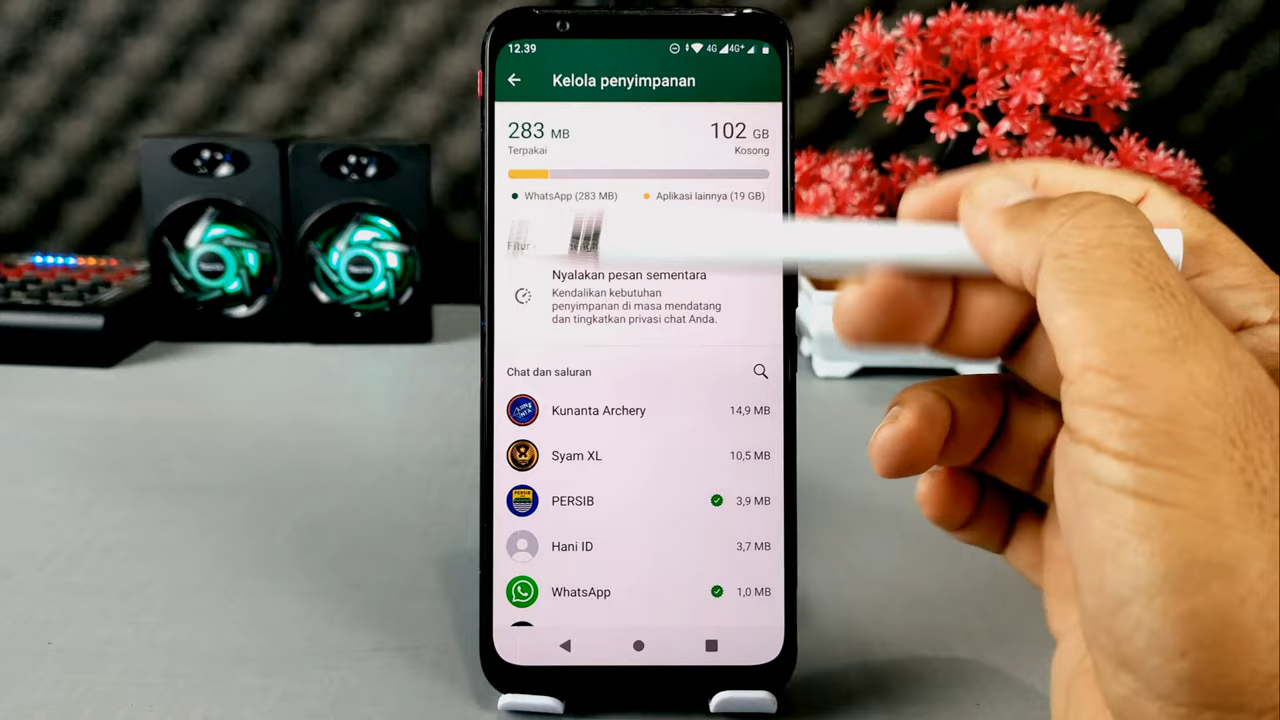 12.39
4G 4G+
Kelola penyimpanan
283 MB
102 GB
Terpakai
Kosong
WhatsApp (283 MB)
Aplikasi lainnya (19 GB)
Nyalakan pesan sementara
Kendalikan kebutuhan
penyimpanan di masa mendatang
dan tingkatkan privasi chat Anda.
Chat dan saluran
Kunanta Archery
14,9 MB
Syam XL
10,5 MB
PERSIB
PERSIB
3,9 MB
Hani ID
3,7 MB
WhatsApp
1,0 MB